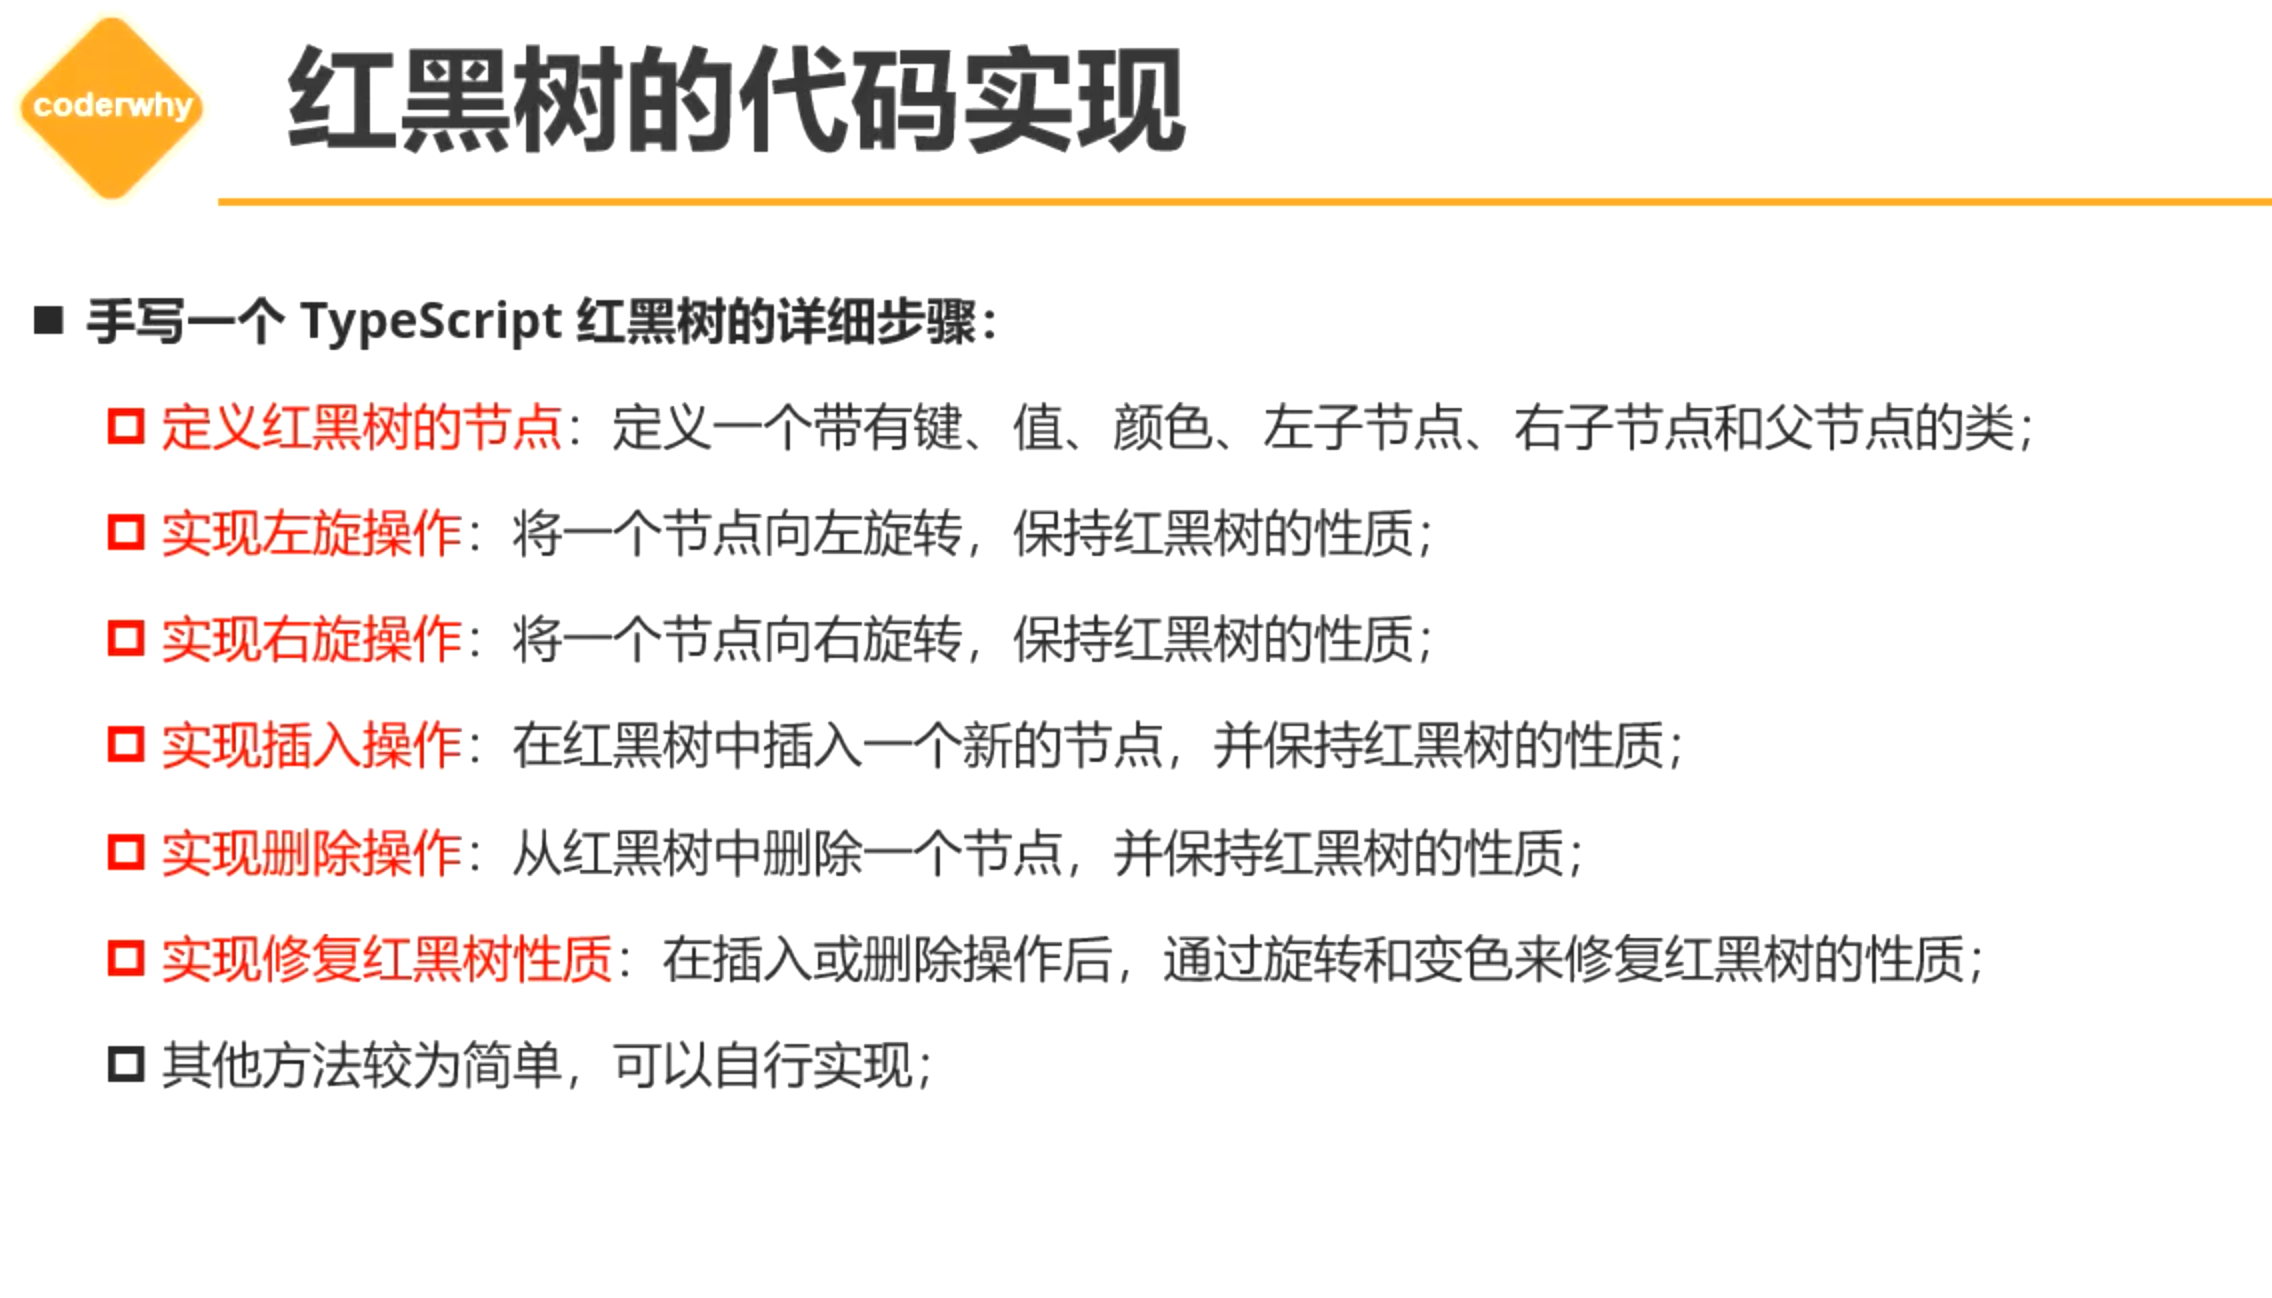 coderwhy
红黑树的代码实现
手写一个 TypeScript 红黑树的详细步骤：
定义红黑树的节点：定义一个带有键、值、颜色、左子节点、右子节点和父节点的类；
实现左旋操作：将一个节点向左旋转，保持红黑树的性质；
实现右旋操作：将一个节点向右旋转，保持红黑树的性质；
实现插入操作：在红黑树中插入一个新的节点，并保持红黑树的性质；
实现删除操作：从红黑树中删除一个节点，并保持红黑树的性质；
实现修复红黑树性质：在插入或删除操作后，通过旋转和变色来修复红黑树的性质；
其他方法较为简单，可以自行实现；